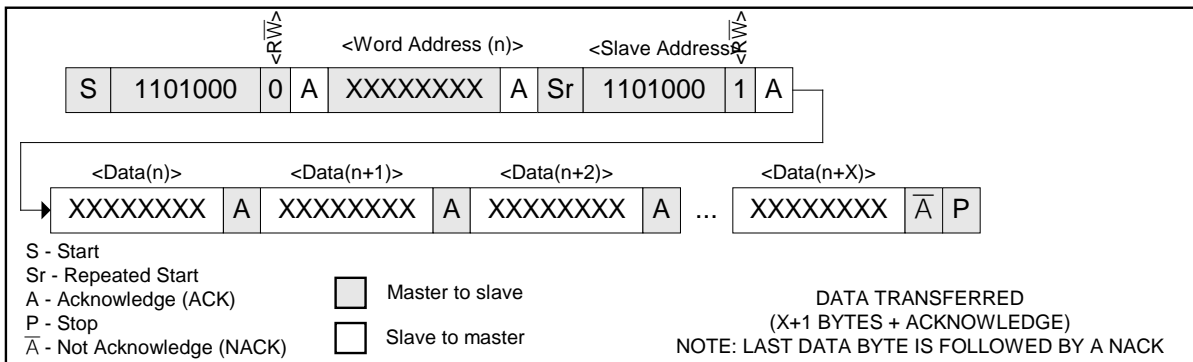 <RW̅> <RW̅>
<Word Address (n)> <Slave Address>
S 1101000 0 A XXXXXXXX A Sr 1101000 1 A
<Data(n)> <Data(n+1)> <Data(n+2)> <Data(n+X)>
XXXXXXXX A XXXXXXXX A XXXXXXXX A ... XXXXXXXX A̅ P
S - Start
Sr - Repeated Start
A - Acknowledge (ACK)
P - Stop
A̅ - Not Acknowledge (NACK)
Master to slave
Slave to master
DATA TRANSFERRED
(X+1 BYTES + ACKNOWLEDGE)
NOTE: LAST DATA BYTE IS FOLLOWED BY A NACK